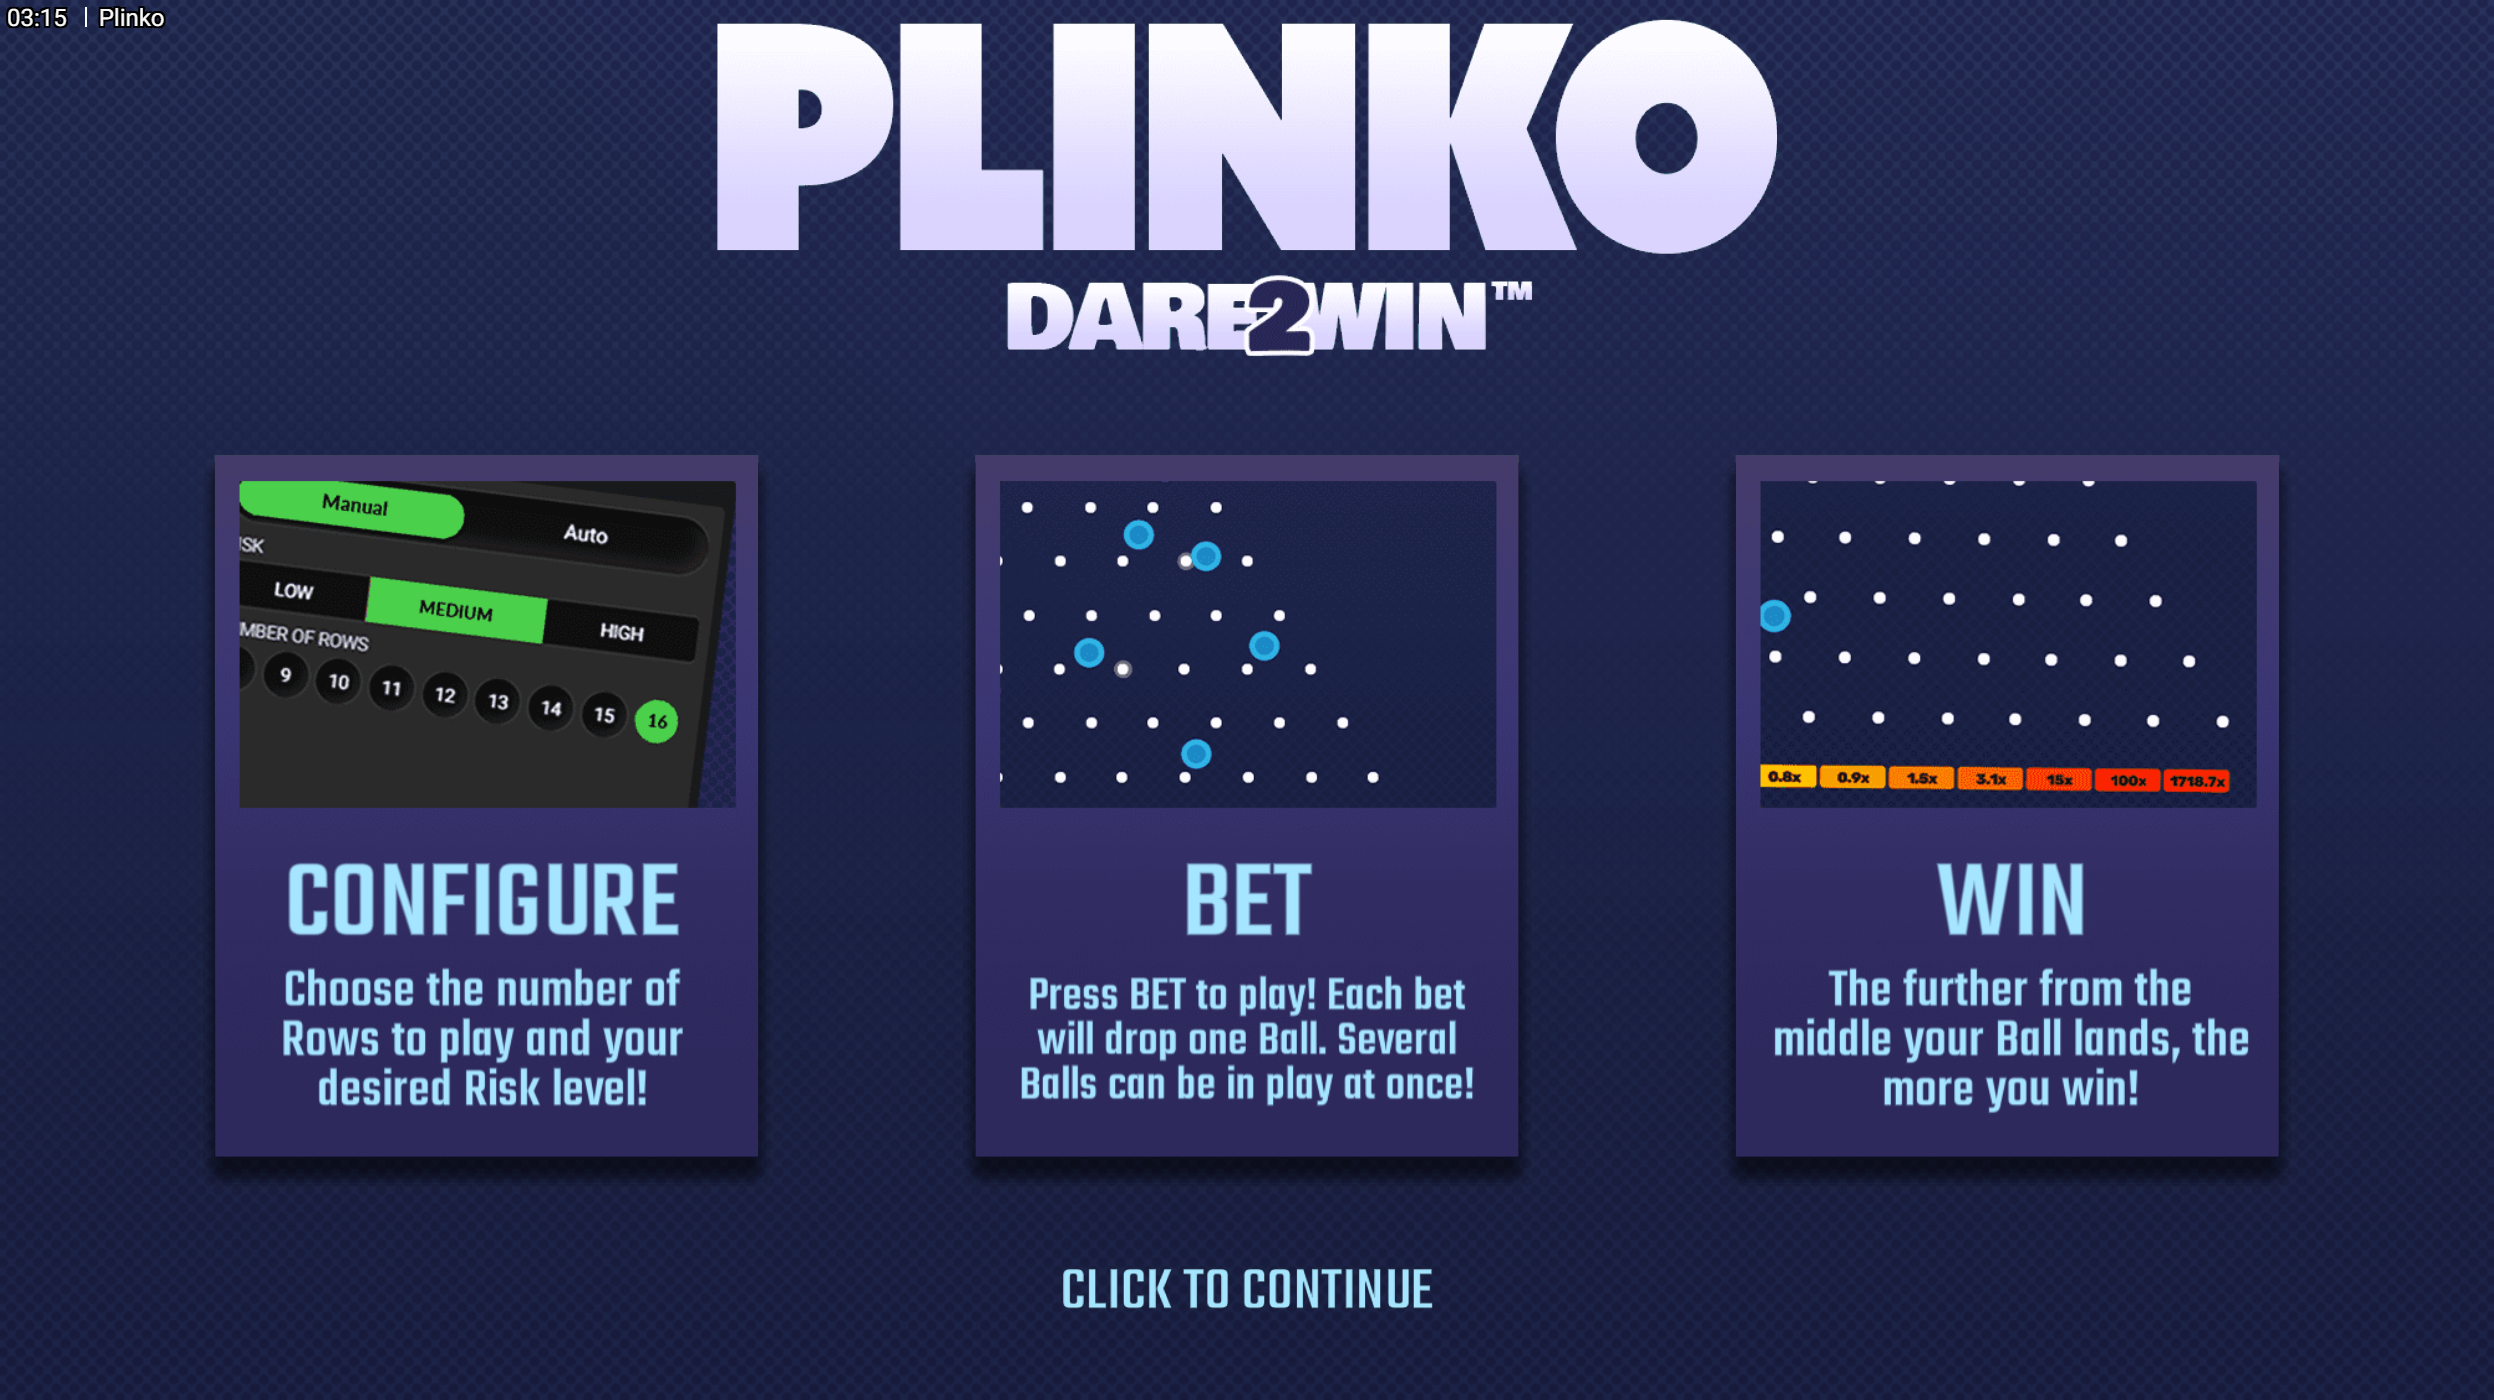 03:15 | Plinko
PLINKO
DARE2WIN™
Manual Auto
ISK
LOW MEDIUM HIGH
MBER OF ROWS
9 10 11 12 13 14 15 16
0.8x 0.9x 1.5x 3.1x 15x 100x 1718.7x
CONFIGURE
Choose the number of
Rows to play and your
desired Risk level!
BET
Press BET to play! Each bet
will drop one Ball. Several
Balls can be in play at once!
WIN
The further from the
middle your Ball lands, the
more you win!
CLICK TO CONTINUE